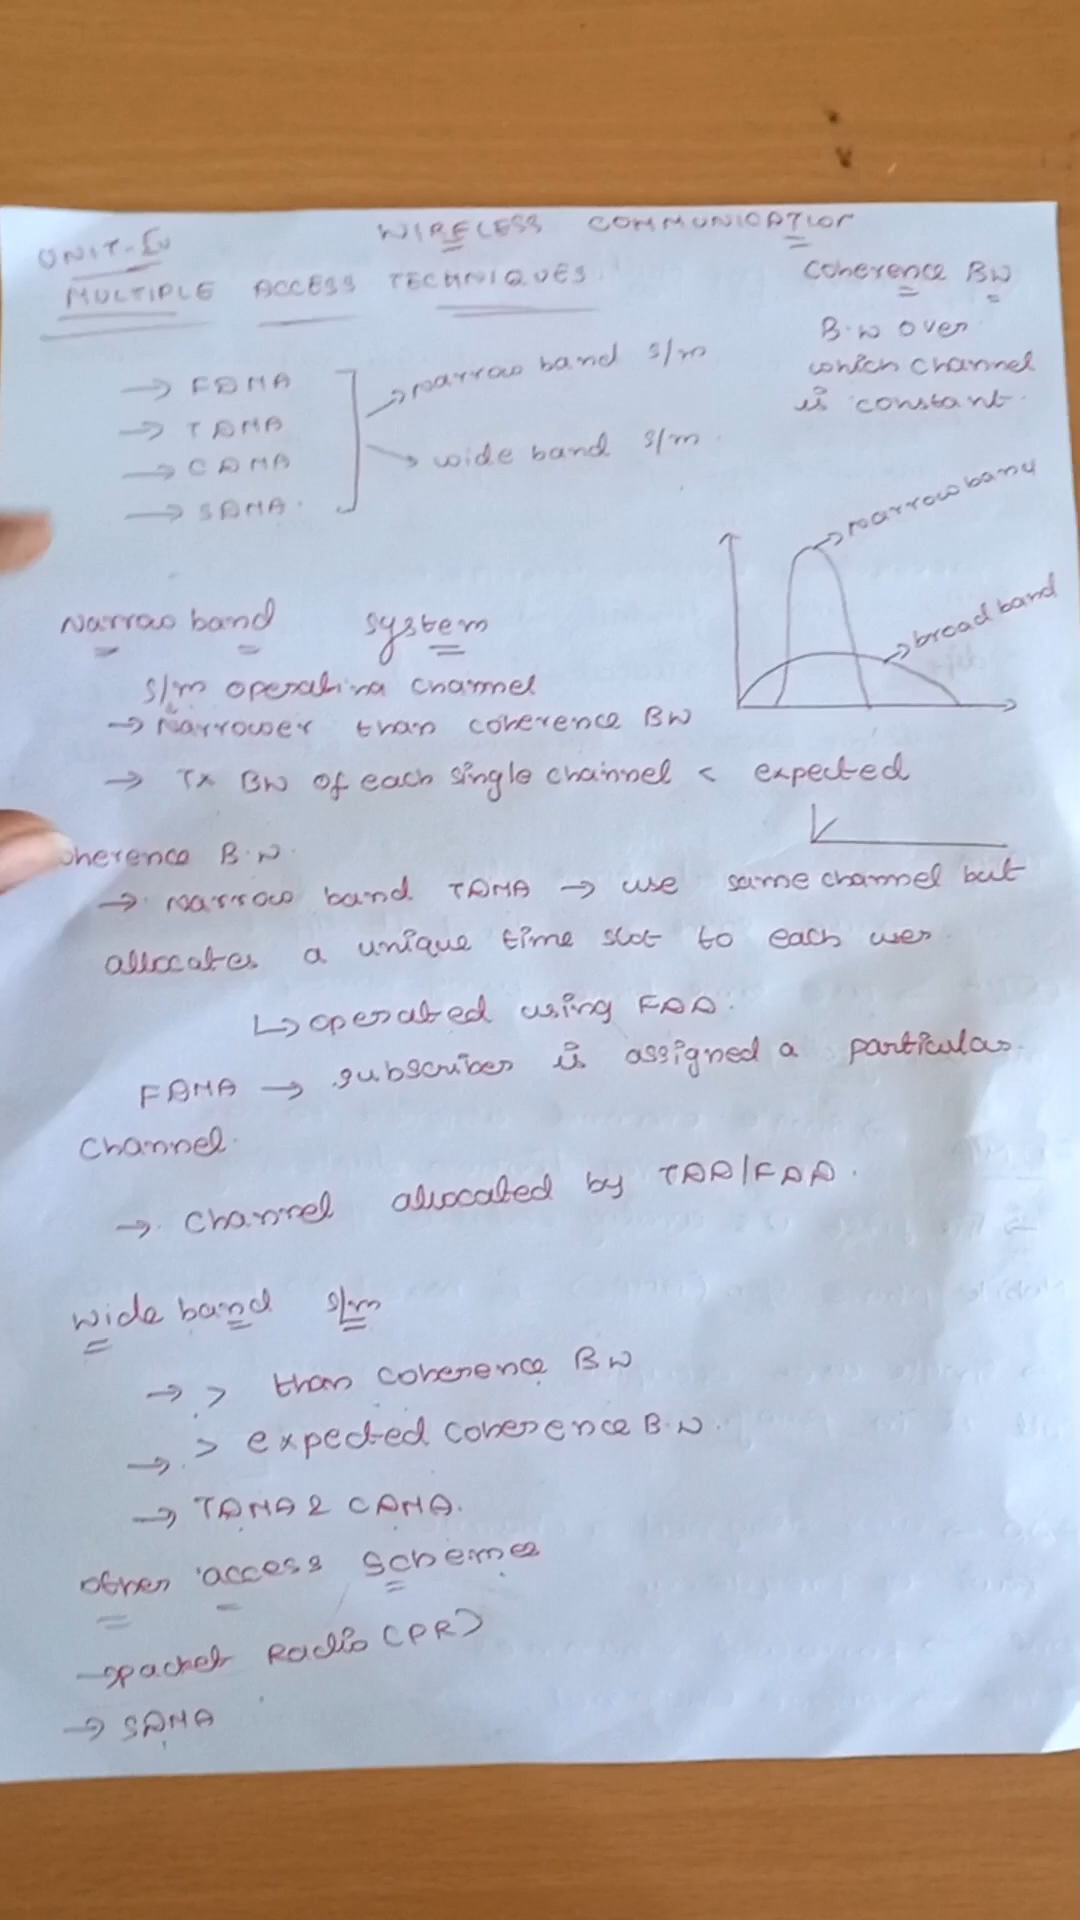 WIRELESS COMMUNICATION
UNIT-IV
MULTIPLE ACCESS TECHNIQUES
Coherence BW
B.W over
which channel
is constant.
→ FDMA
→ TDMA
→ CDMA
→ SDMA.
→ narrow band s/m
→ wide band s/m
→ narrow band
→ broad band
Narrow band system
s/m operating channel
→ Narrower than coherence BW
→ Tx BW of each single channel < expected
coherence B.W.
→ narrow band TDMA → use same channel but
allocates a unique time slot to each user
↳ operated using FDD.
FDMA → subscriber is assigned a particular
channel.
→ channel allocated by TDD/FDD.
Wide band s/m
→ > than coherence BW
→ > expected coherence B.W.
→ TDMA & CDMA.
other access schemes
→ packet Radio (PR)
→ SDMA